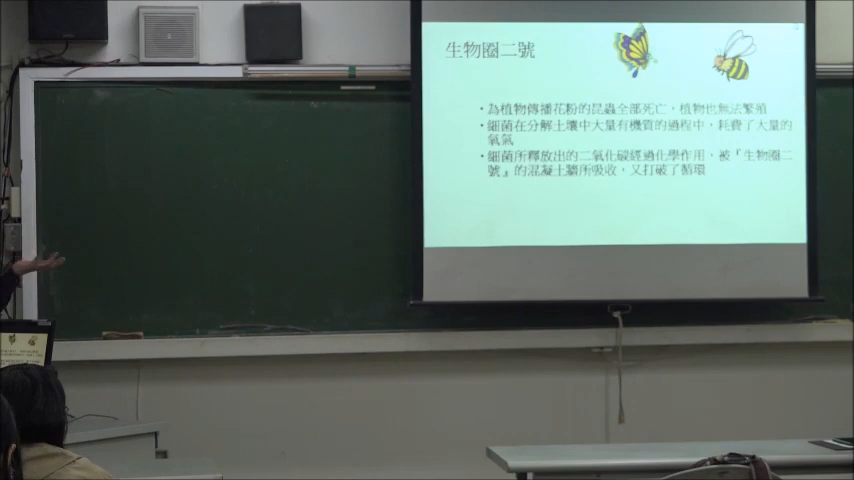 生物圈二號
•為植物傳播花粉的昆蟲全部死亡，植物也無法繁殖
•細菌在分解土壤中大量有機質的過程中，耗費了大量的
氧氣
•細菌所釋放出的二氧化碳經過化學作用，被『生物圈二
號』的混凝土牆所吸收，又打破了循環